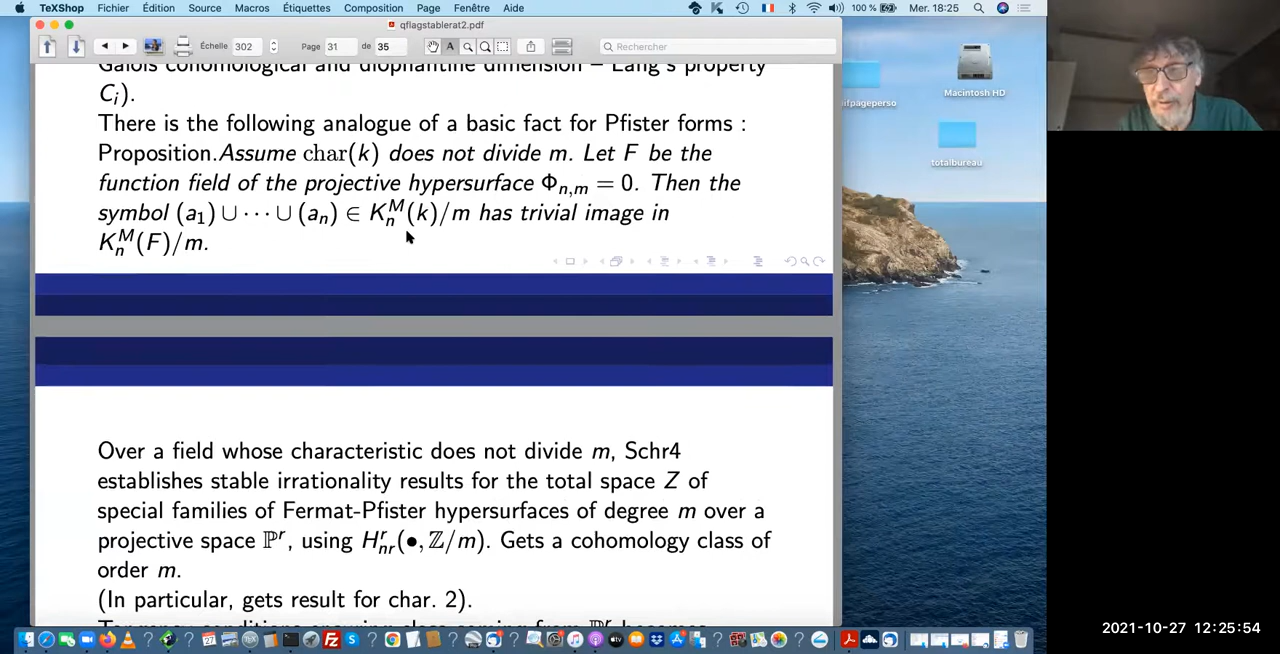 TeXShop Fichier Édition Source Macros Étiquettes Composition Page Fenêtre Aide 100 % Mer. 18:25
qflagstablerat2.pdf
Échelle 302 Page 31 de 35 Rechercher
Galois cohomological and diophantine dimension – Lang's property
C_i).
There is the following analogue of a basic fact for Pfister forms :
Proposition.Assume char(k) does not divide m. Let F be the
function field of the projective hypersurface Φ_{n,m} = 0. Then the
symbol (a_1) ∪ ⋯ ∪ (a_n) ∈ K_n^M(k)/m has trivial image in
K_n^M(F)/m.
Over a field whose characteristic does not divide m, Schr4
establishes stable irrationality results for the total space Z of
special families of Fermat-Pfister hypersurfaces of degree m over a
projective space ℙ^r, using H_{nr}^r(•, ℤ/m). Gets a cohomology class of
order m.
(In particular, gets result for char. 2).
ifpageperso
Macintosh HD
totalbureau
2021-10-27 12:25:54